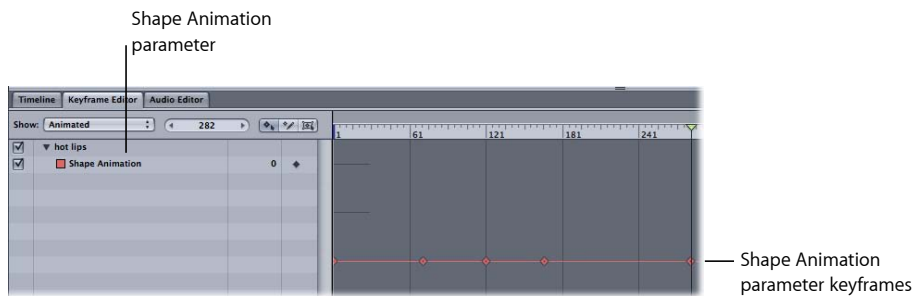 Shape Animation
parameter
Timeline Keyframe Editor Audio Editor
Show: Animated 282
1 61 121 181 241
hot lips
Shape Animation 0
Shape Animation
parameter keyframes